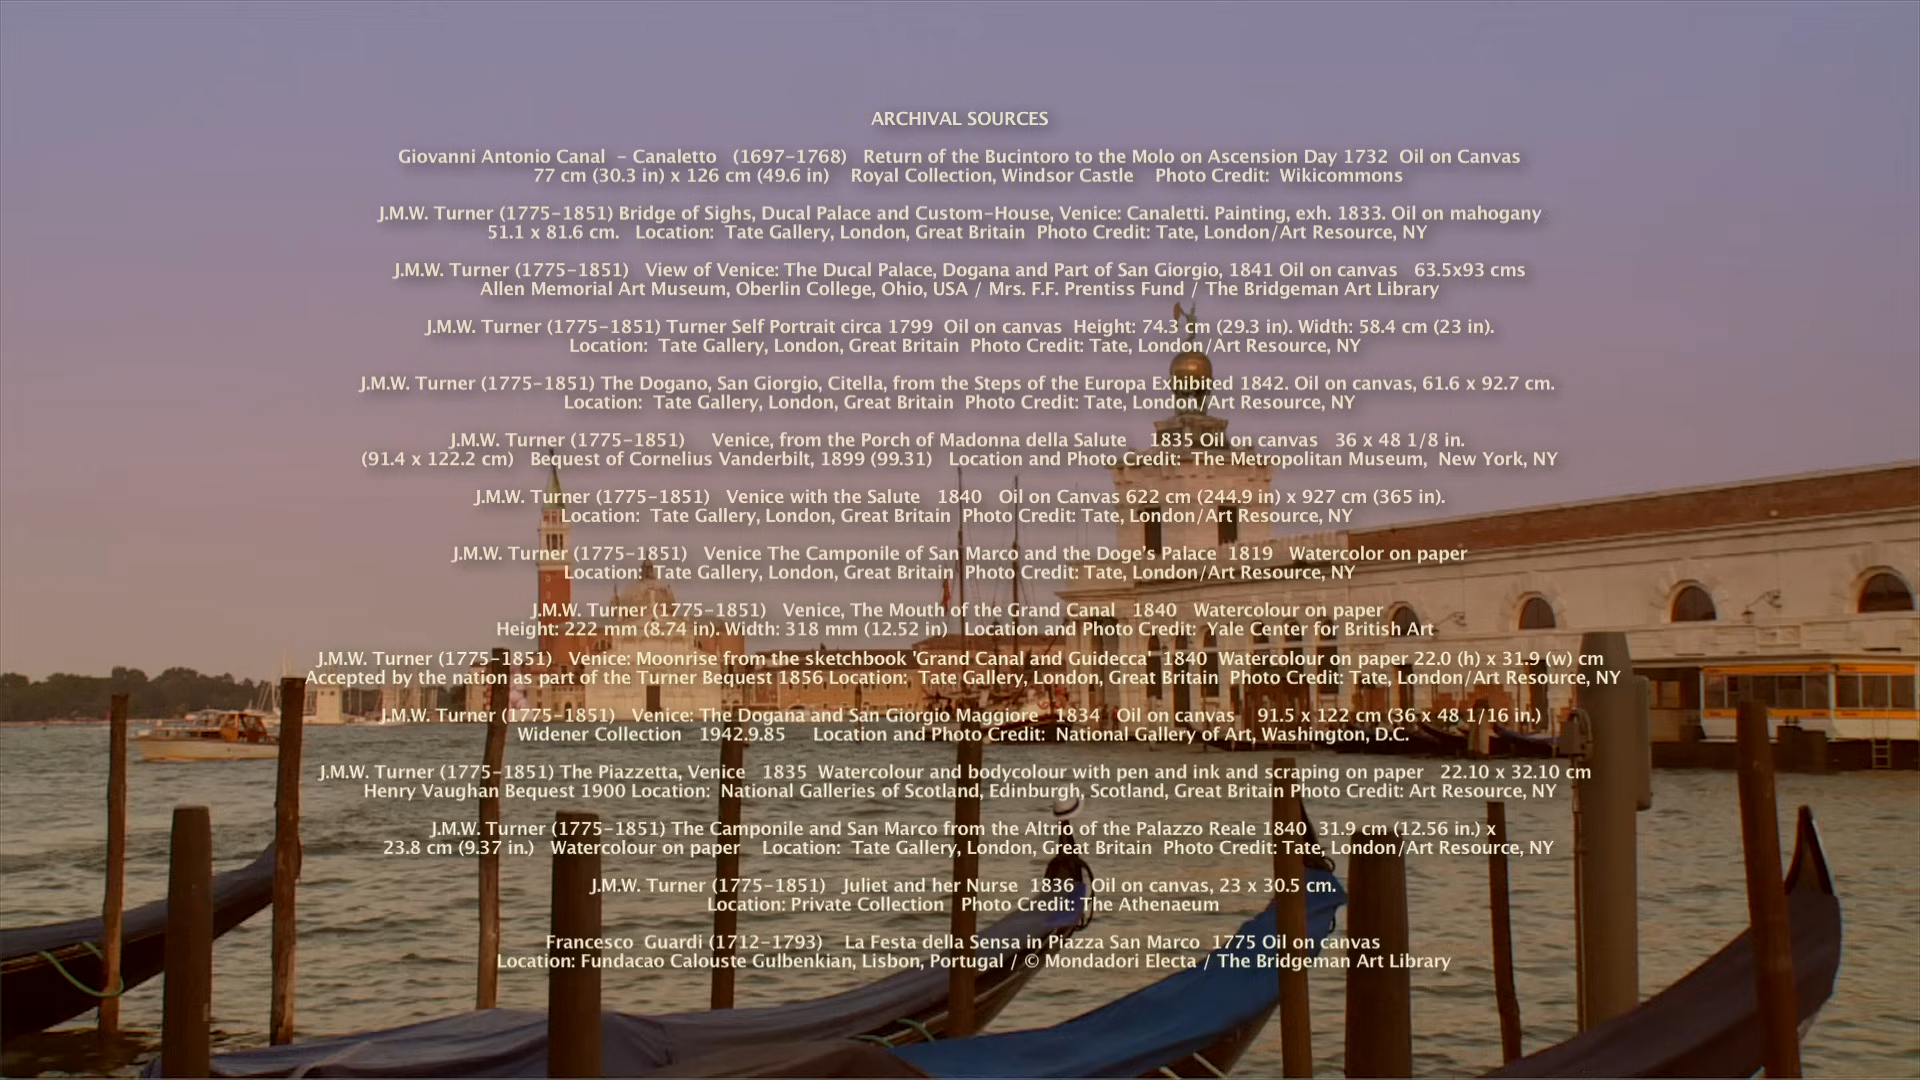 ARCHIVAL SOURCES
Giovanni Antonio Canal – Canaletto (1697–1768) Return of the Bucintoro to the Molo on Ascension Day 1732 Oil on Canvas
77 cm (30.3 in) x 126 cm (49.6 in) Royal Collection, Windsor Castle Photo Credit: Wikicommons
J.M.W. Turner (1775–1851) Bridge of Sighs, Ducal Palace and Custom–House, Venice: Canaletti. Painting, exh. 1833. Oil on mahogany
51.1 x 81.6 cm. Location: Tate Gallery, London, Great Britain Photo Credit: Tate, London/Art Resource, NY
J.M.W. Turner (1775–1851) View of Venice: The Ducal Palace, Dogana and Part of San Giorgio, 1841 Oil on canvas 63.5x93 cms
Allen Memorial Art Museum, Oberlin College, Ohio, USA / Mrs. F.F. Prentiss Fund / The Bridgeman Art Library
J.M.W. Turner (1775–1851) Turner Self Portrait circa 1799 Oil on canvas Height: 74.3 cm (29.3 in). Width: 58.4 cm (23 in).
Location: Tate Gallery, London, Great Britain Photo Credit: Tate, London/Art Resource, NY
J.M.W. Turner (1775–1851) The Dogano, San Giorgio, Citella, from the Steps of the Europa Exhibited 1842. Oil on canvas, 61.6 x 92.7 cm.
Location: Tate Gallery, London, Great Britain Photo Credit: Tate, London/Art Resource, NY
J.M.W. Turner (1775–1851) Venice, from the Porch of Madonna della Salute 1835 Oil on canvas 36 x 48 1/8 in.
(91.4 x 122.2 cm) Bequest of Cornelius Vanderbilt, 1899 (99.31) Location and Photo Credit: The Metropolitan Museum, New York, NY
J.M.W. Turner (1775–1851) Venice with the Salute 1840 Oil on Canvas 622 cm (244.9 in) x 927 cm (365 in).
Location: Tate Gallery, London, Great Britain Photo Credit: Tate, London/Art Resource, NY
J.M.W. Turner (1775–1851) Venice The Camponile of San Marco and the Doge's Palace 1819 Watercolor on paper
Location: Tate Gallery, London, Great Britain Photo Credit: Tate, London/Art Resource, NY
J.M.W. Turner (1775–1851) Venice, The Mouth of the Grand Canal 1840 Watercolour on paper
Height: 222 mm (8.74 in). Width: 318 mm (12.52 in) Location and Photo Credit: Yale Center for British Art
J.M.W. Turner (1775–1851) Venice: Moonrise from the sketchbook 'Grand Canal and Guidecca' 1840 Watercolour on paper 22.0 (h) x 31.9 (w) cm
Accepted by the nation as part of the Turner Bequest 1856 Location: Tate Gallery, London, Great Britain Photo Credit: Tate, London/Art Resource, NY
J.M.W. Turner (1775–1851) Venice: The Dogana and San Giorgio Maggiore 1834 Oil on canvas 91.5 x 122 cm (36 x 48 1/16 in.)
Widener Collection 1942.9.85 Location and Photo Credit: National Gallery of Art, Washington, D.C.
J.M.W. Turner (1775–1851) The Piazzetta, Venice 1835 Watercolour and bodycolour with pen and ink and scraping on paper 22.10 x 32.10 cm
Henry Vaughan Bequest 1900 Location: National Galleries of Scotland, Edinburgh, Scotland, Great Britain Photo Credit: Art Resource, NY
J.M.W. Turner (1775–1851) The Camponile and San Marco from the Altrio of the Palazzo Reale 1840 31.9 cm (12.56 in.) x
23.8 cm (9.37 in.) Watercolour on paper Location: Tate Gallery, London, Great Britain Photo Credit: Tate, London/Art Resource, NY
J.M.W. Turner (1775–1851) Juliet and her Nurse 1836 Oil on canvas, 23 x 30.5 cm.
Location: Private Collection Photo Credit: The Athenaeum
Francesco Guardi (1712–1793) La Festa della Sensa in Piazza San Marco 1775 Oil on canvas
Location: Fundacao Calouste Gulbenkian, Lisbon, Portugal / © Mondadori Electa / The Bridgeman Art Library